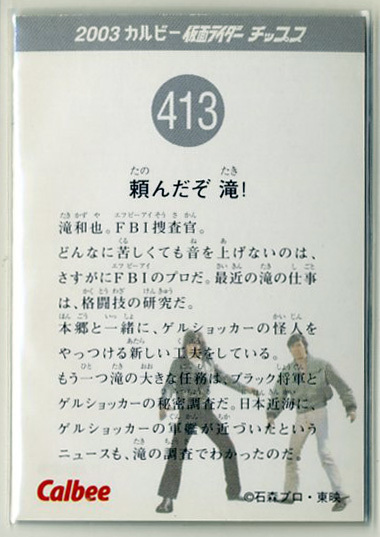 2003 カルビー 仮面ライダー チップス
413
頼んだぞ 滝!
滝和也。FBI捜査官。
どんなに苦しくても音を上げないのは、
さすがにFBIのプロだ。最近の滝の仕事
は、格闘技の研究だ。
本郷と一緒に、ゲルショッカーの怪人を
やっつける新しい工夫をしている。
もう一つ滝の大きな任務は、ブラック将軍と
ゲルショッカーの秘密調査だ。日本近海に、
ゲルショッカーの軍艦が近づいたという
ニュースも、滝の調査でわかったのだ。
Calbee
©石森プロ・東映